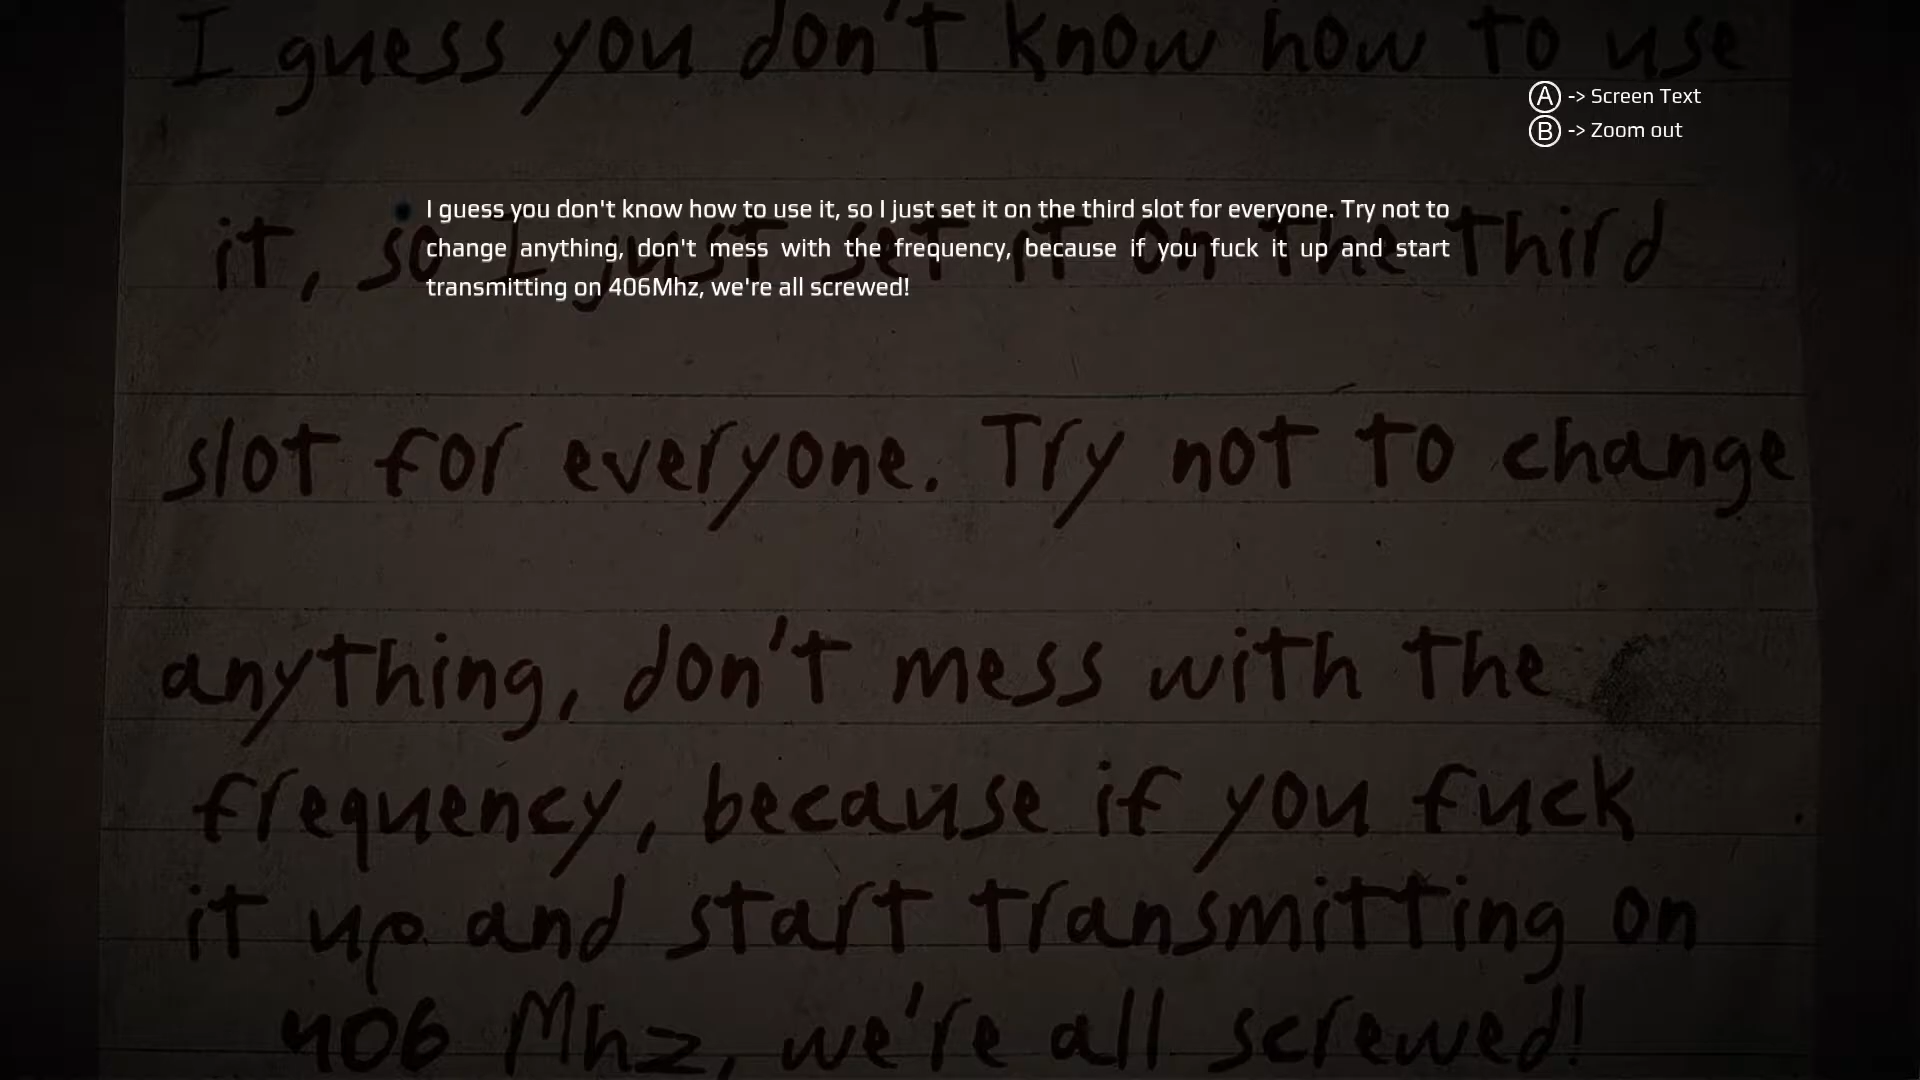 I guess you don't know how to use
Ⓐ -> Screen Text
Ⓑ -> Zoom out
I guess you don't know how to use it, so I just set it on the third slot for everyone. Try not to
change anything, don't mess with the frequency, because if you fuck it up and start
transmitting on 406Mhz, we're all screwed!
it, so I just set it on the third
slot for everyone. Try not to change
anything, don't mess with the
frequency, because if you fuck
it up and start transmitting on
406 Mhz, we're all screwed!